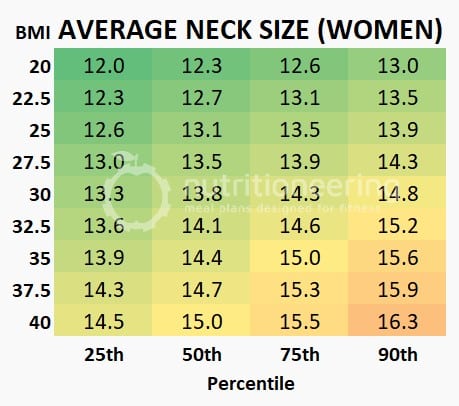 BMI AVERAGE NECK SIZE (WOMEN)
20 12.0 12.3 12.6 13.0
22.5 12.3 12.7 13.1 13.5
25 12.6 13.1 13.5 13.9
27.5 13.0 13.5 13.9 14.3
nutritioneering
30 13.3 13.8 14.3 14.8
meal plans designed for fitness
32.5 13.6 14.1 14.6 15.2
35 13.9 14.4 15.0 15.6
37.5 14.3 14.7 15.3 15.9
40 14.5 15.0 15.5 16.3
25th 50th 75th 90th
Percentile